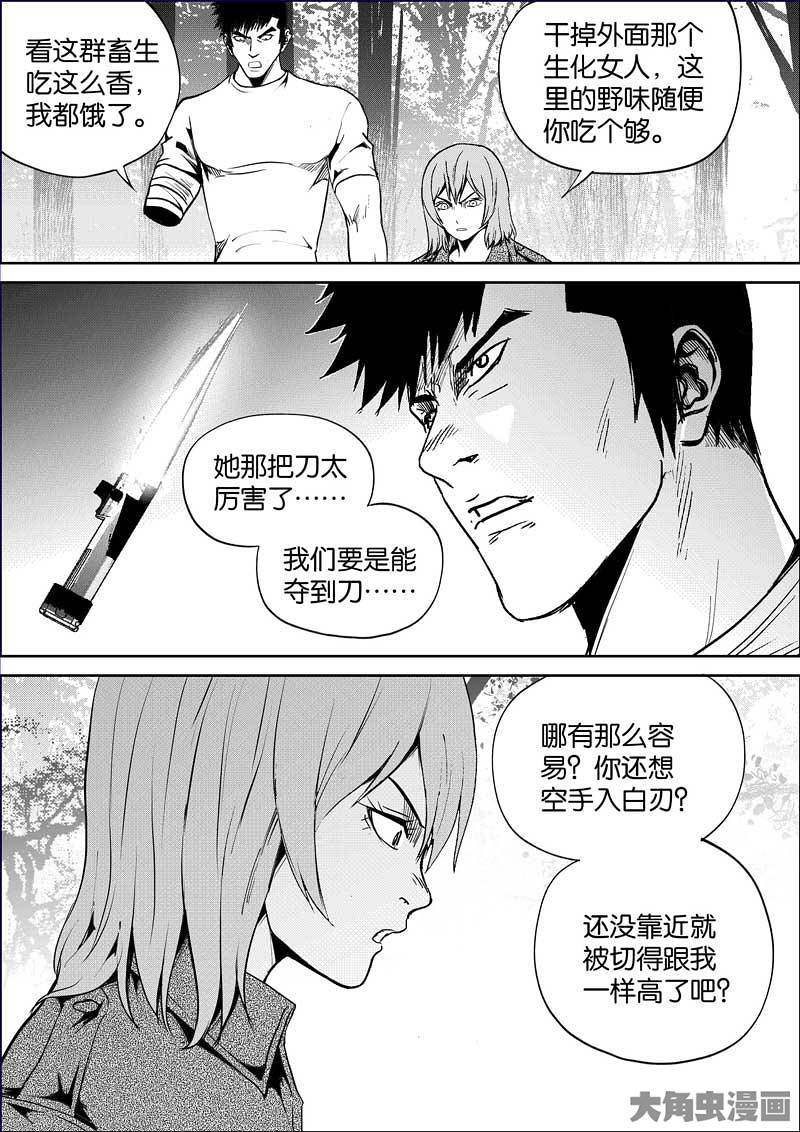 看这群畜生
吃这么香，
我都饿了。
干掉外面那个
生化女人，这
里的野味随便
你吃个够。
她那把刀太
厉害了……
我们要是能
夺到刀……
哪有那么容
易？你还想
空手入白刃？
还没靠近就
被切得跟我
一样高了吧？
大角虫漫画